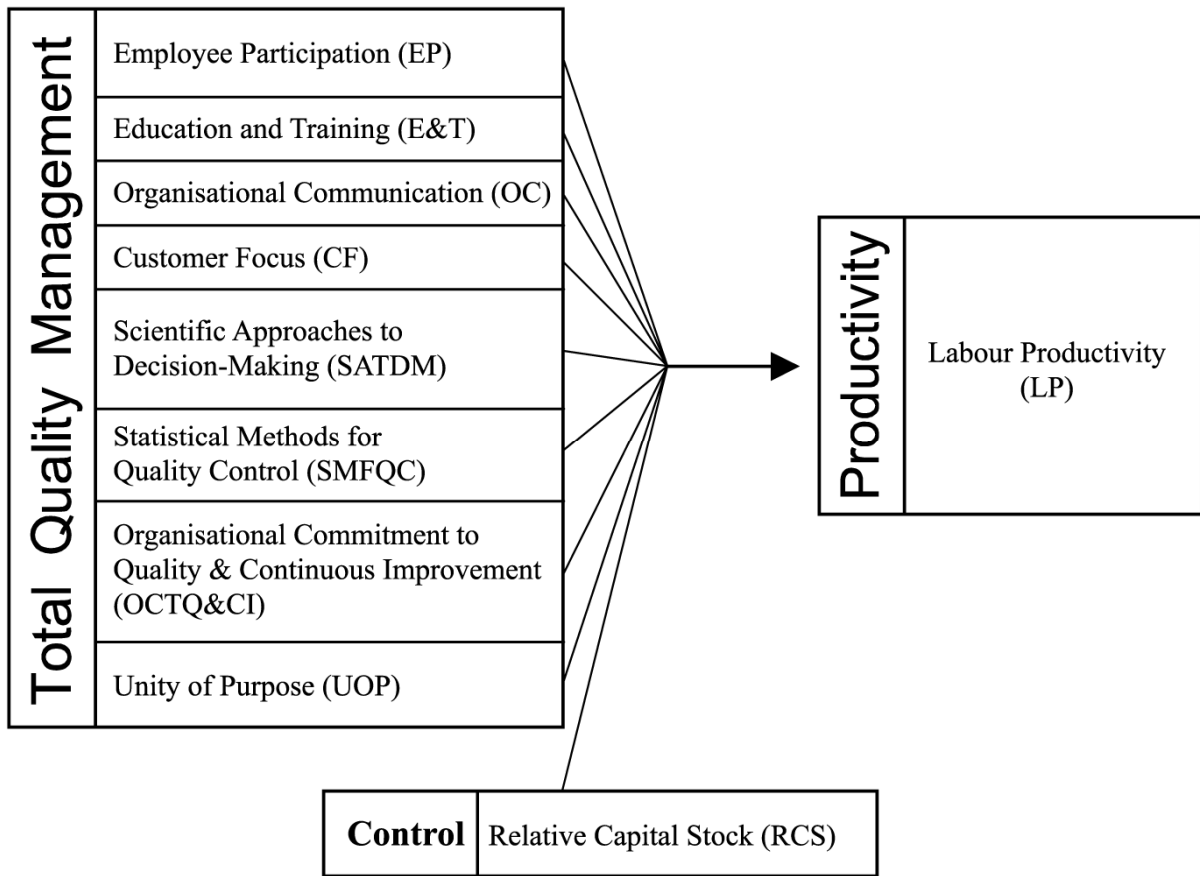 Total Quality Management
Employee Participation (EP)
Education and Training (E&T)
Organisational Communication (OC)
Customer Focus (CF)
Scientific Approaches to
Decision-Making (SATDM)
Statistical Methods for
Quality Control (SMFQC)
Organisational Commitment to
Quality & Continuous Improvement
(OCTQ&CI)
Unity of Purpose (UOP)
Productivity
Labour Productivity
(LP)
Control
Relative Capital Stock (RCS)